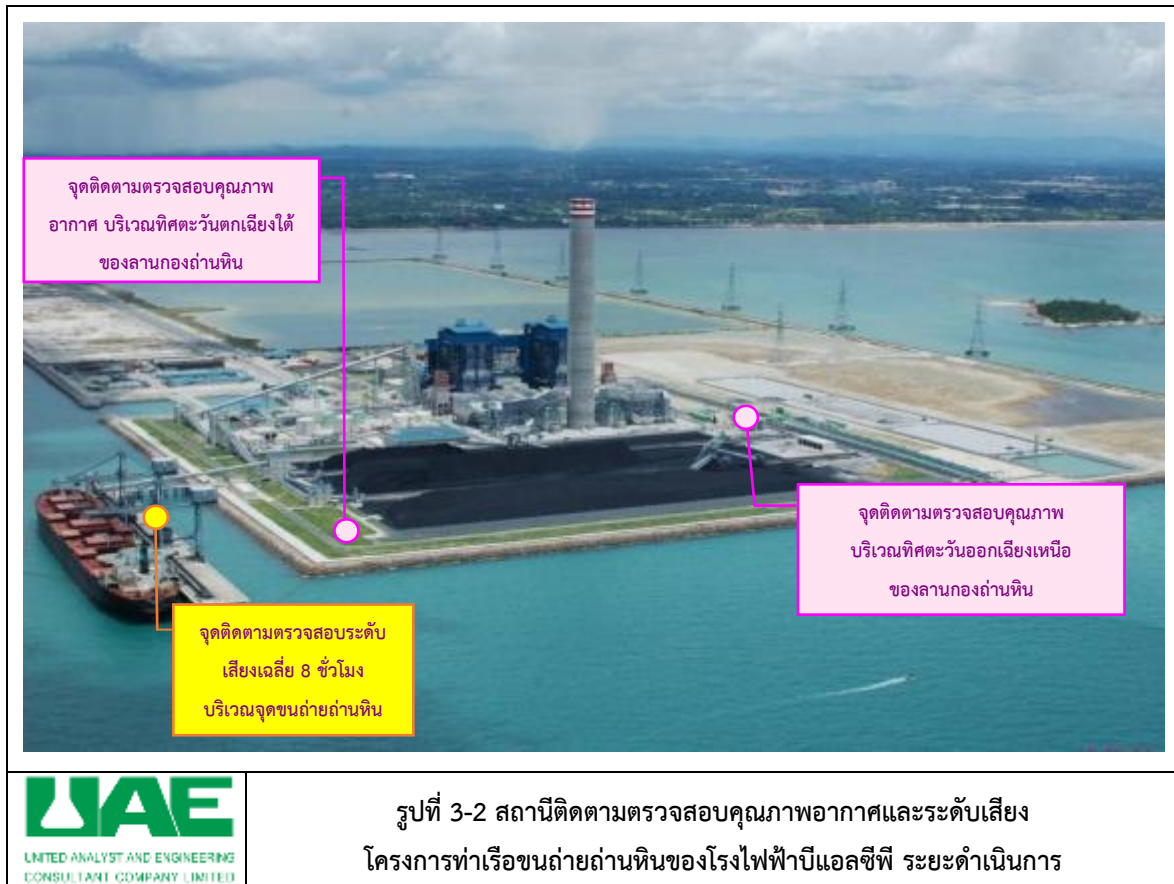 จุดติดตามตรวจสอบคุณภาพ
อากาศ บริเวณทิศตะวันตกเฉียงใต้
ของลานกองถ่านหิน
จุดติดตามตรวจสอบคุณภาพ
บริเวณทิศตะวันออกเฉียงเหนือ
ของลานกองถ่านหิน
จุดติดตามตรวจสอบระดับ
เสียงเฉลี่ย 8 ชั่วโมง
บริเวณจุดขนถ่ายถ่านหิน
UAE
UNITED ANALYST AND ENGINEERING
CONSULTANT COMPANY LIMITED
รูปที่ 3-2 สถานีติดตามตรวจสอบคุณภาพอากาศและระดับเสียง
โครงการท่าเรือขนถ่ายถ่านหินของโรงไฟฟ้าบีแอลซีพี ระยะดำเนินการ